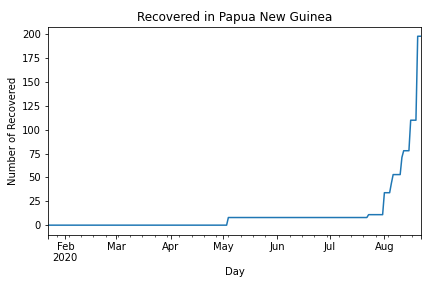 Recovered in Papua New Guinea
Number of Recovered
200
175
150
125
100
75
50
25
0
Feb
2020
Mar
Apr
May
Jun
Jul
Aug
Day